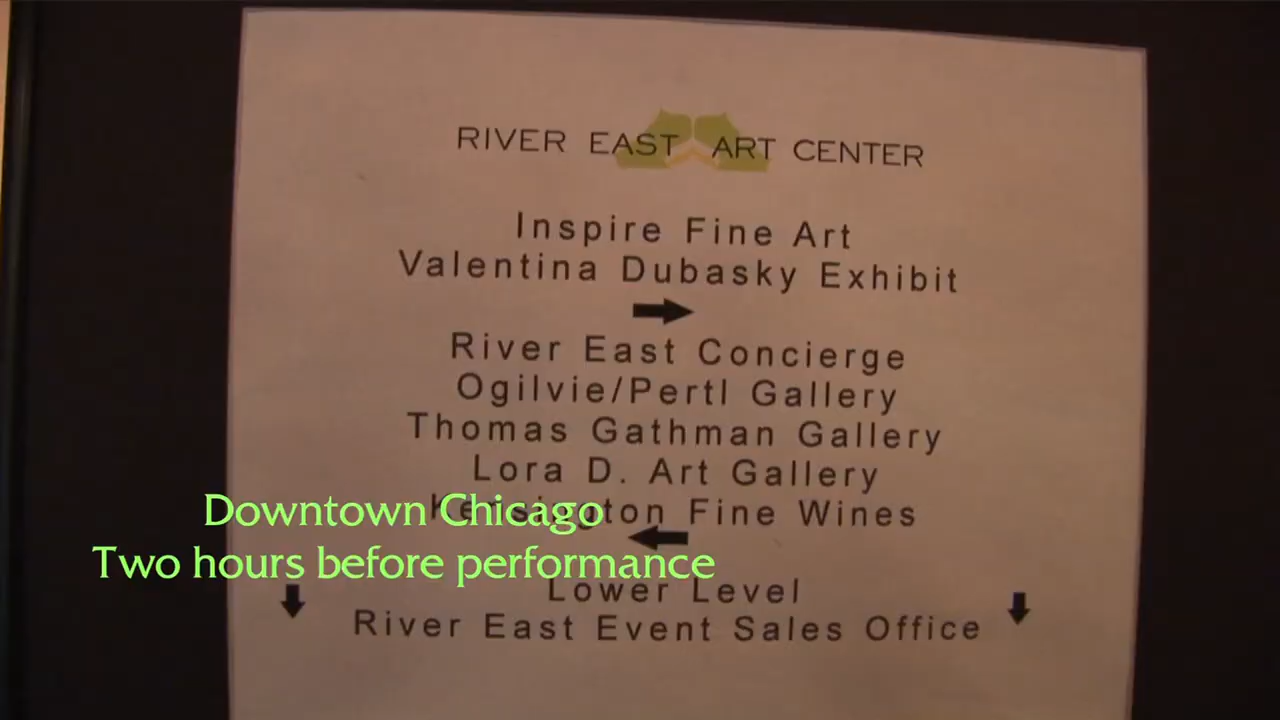 RIVER EAST ART CENTER
Inspire Fine Art
Valentina Dubasky Exhibit
River East Concierge
Ogilvie/Pertl Gallery
Thomas Gathman Gallery
Lora D. Art Gallery
Kensington Fine Wines
Downtown Chicago
Two hours before performance
Lower Level
River East Event Sales Office